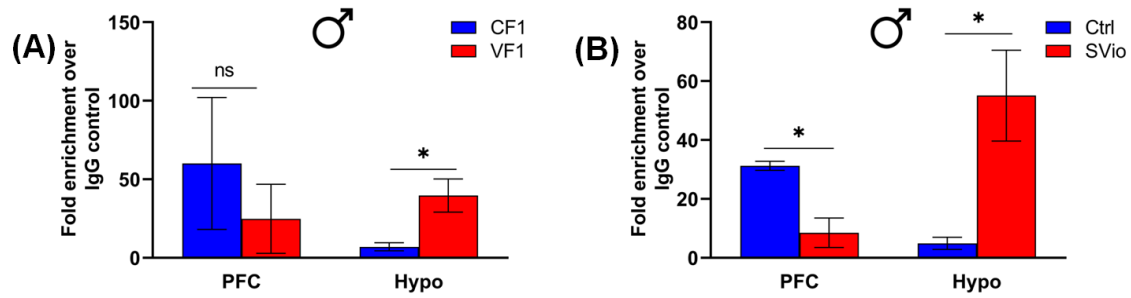 (A)
Fold enrichment over
IgG control
150
100
50
0
ns
*
CF1
VF1
PFC
Hypo
(B)
Fold enrichment over
IgG control
80
60
40
20
0
*
*
Ctrl
SVio
PFC
Hypo